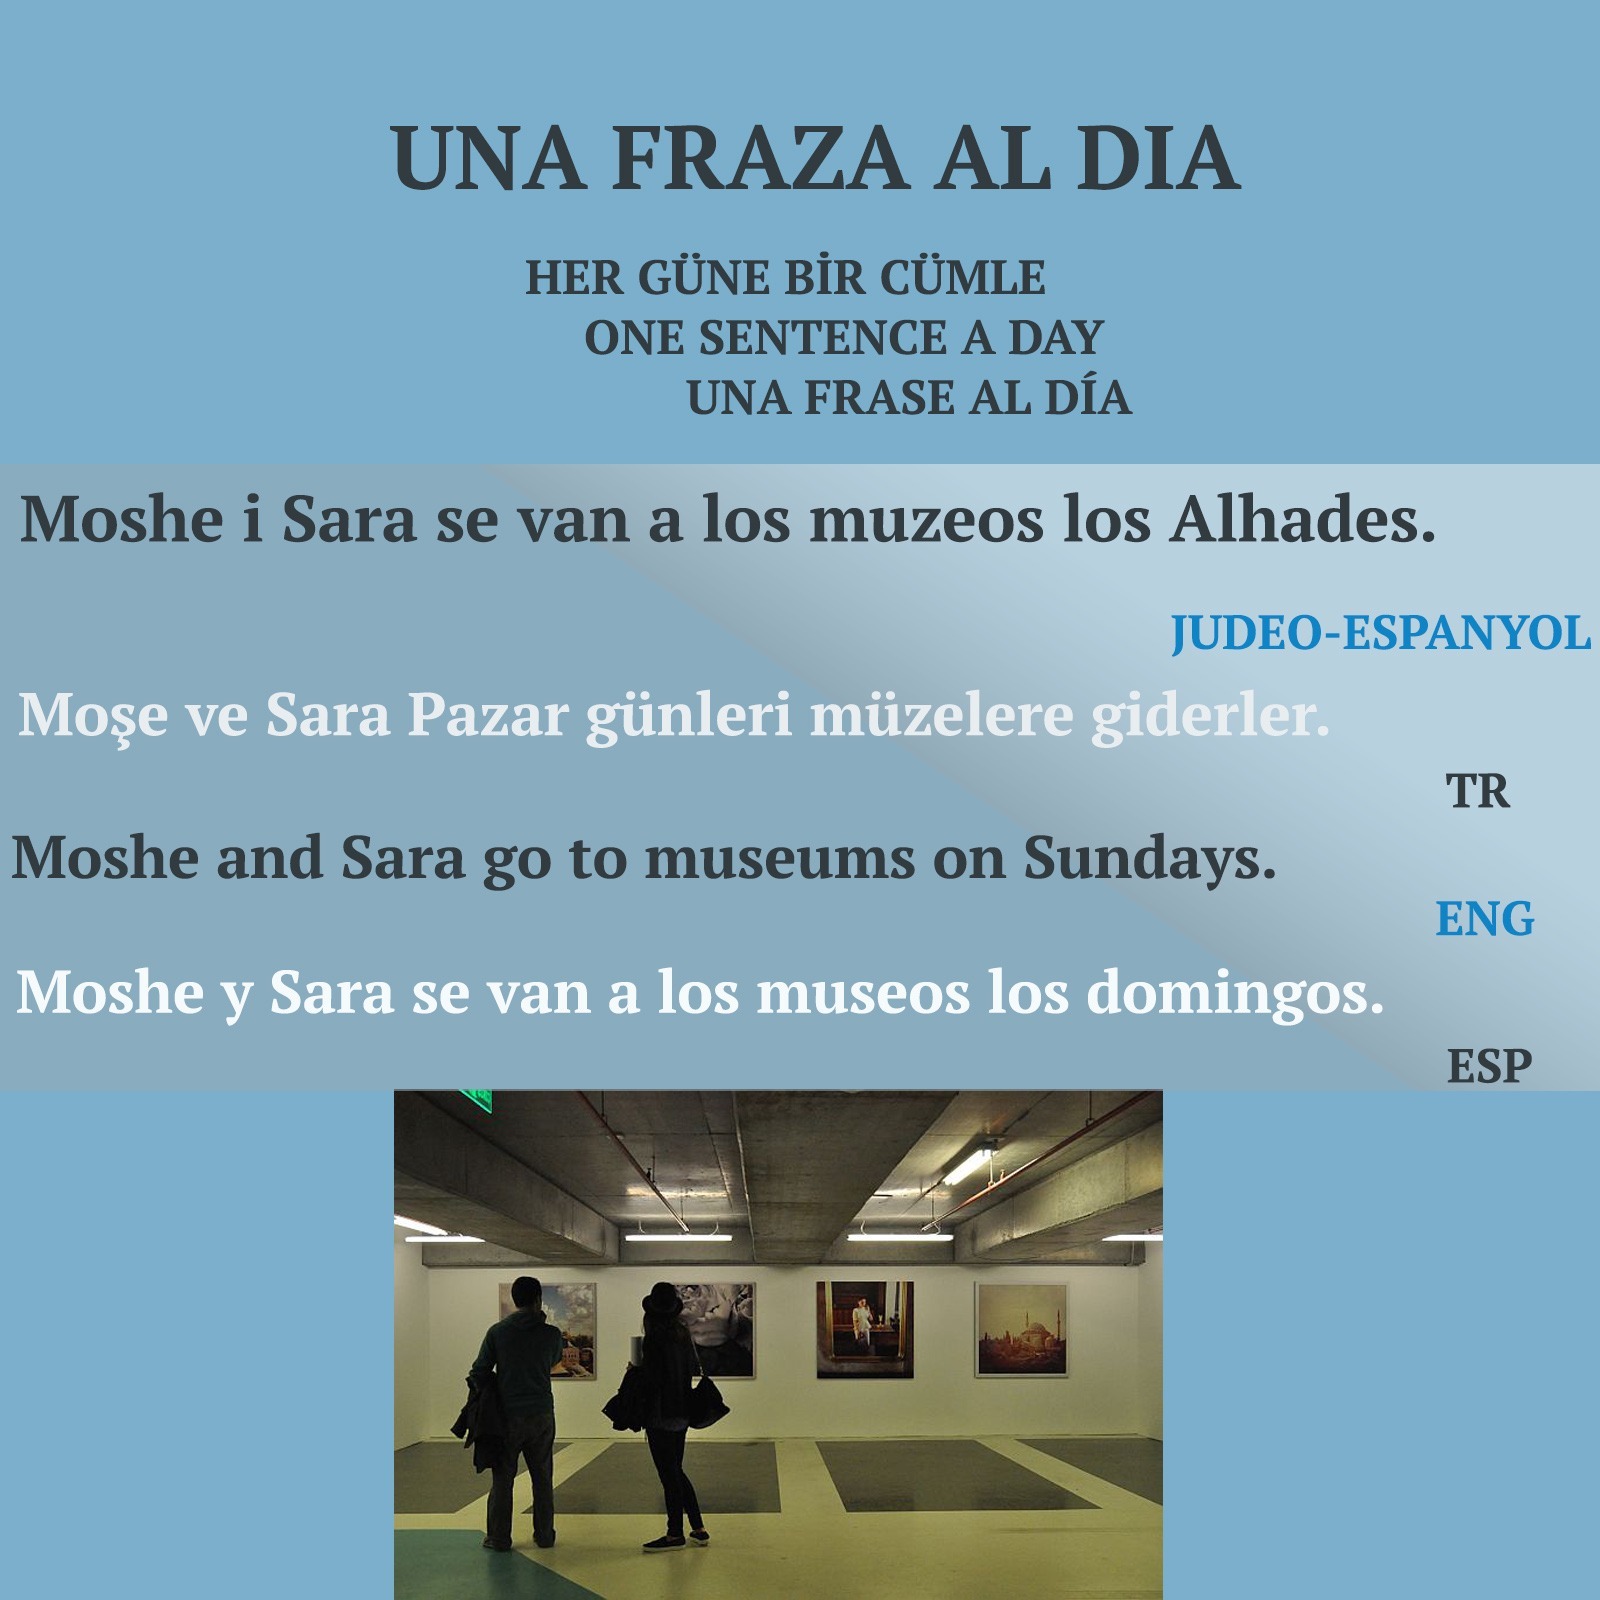 UNA FRAZA AL DIA
HER GÜNE BİR CÜMLE
ONE SENTENCE A DAY
UNA FRASE AL DÍA
Moshe i Sara se van a los muzeos los Alhades.
JUDEO-ESPANYOL
Moşe ve Sara Pazar günleri müzelere giderler.
TR
Moshe and Sara go to museums on Sundays.
ENG
Moshe y Sara se van a los museos los domingos.
ESP